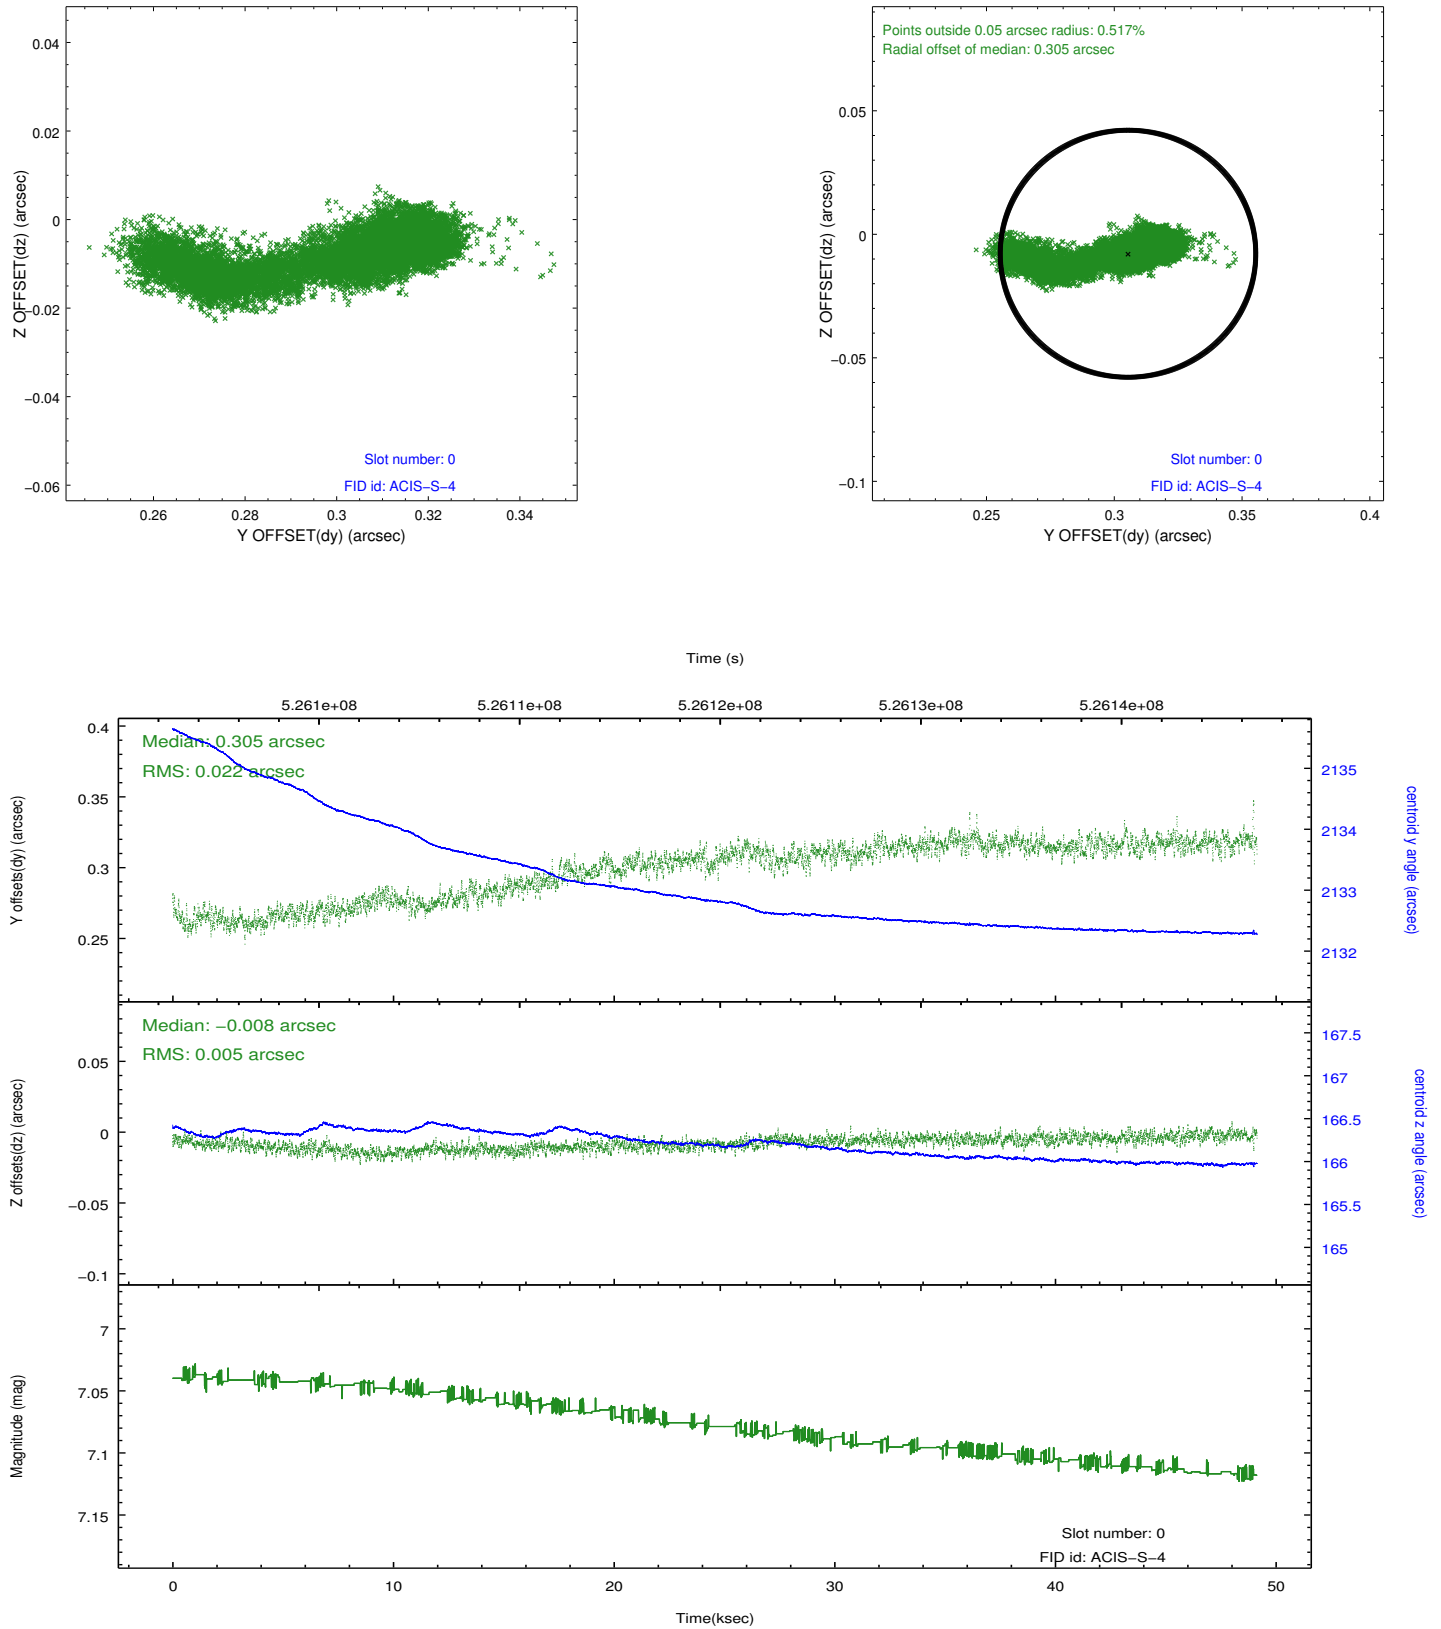 0.04
0.02
0
−0.02
−0.04
−0.06
Z OFFSET(dz) (arcsec)
Slot number: 0
FID id: ACIS−S−4
0.26 0.28 0.3 0.32 0.34
Y OFFSET(dy) (arcsec)
Points outside 0.05 arcsec radius: 0.517%
Radial offset of median: 0.305 arcsec
0.05
0
−0.05
−0.1
Z OFFSET(dz) (arcsec)
Slot number: 0
FID id: ACIS−S−4
0.25 0.3 0.35 0.4
Y OFFSET(dy) (arcsec)
Time (s)
5.261e+08 5.2611e+08 5.2612e+08 5.2613e+08 5.2614e+08
Median: 0.305 arcsec
RMS: 0.022 arcsec
0.4
0.35
0.3
0.25
Y offsets(dy) (arcsec)
2135
2134
2133
2132
centroid y angle (arcsec)
Median: −0.008 arcsec
RMS: 0.005 arcsec
0.05
0
−0.05
−0.1
Z offsets(dz) (arcsec)
167.5
167
166.5
166
165.5
165
centroid z angle (arcsec)
7
7.05
7.1
7.15
Magnitude (mag)
Slot number: 0
FID id: ACIS−S−4
0 10 20 30 40 50
Time(ksec)